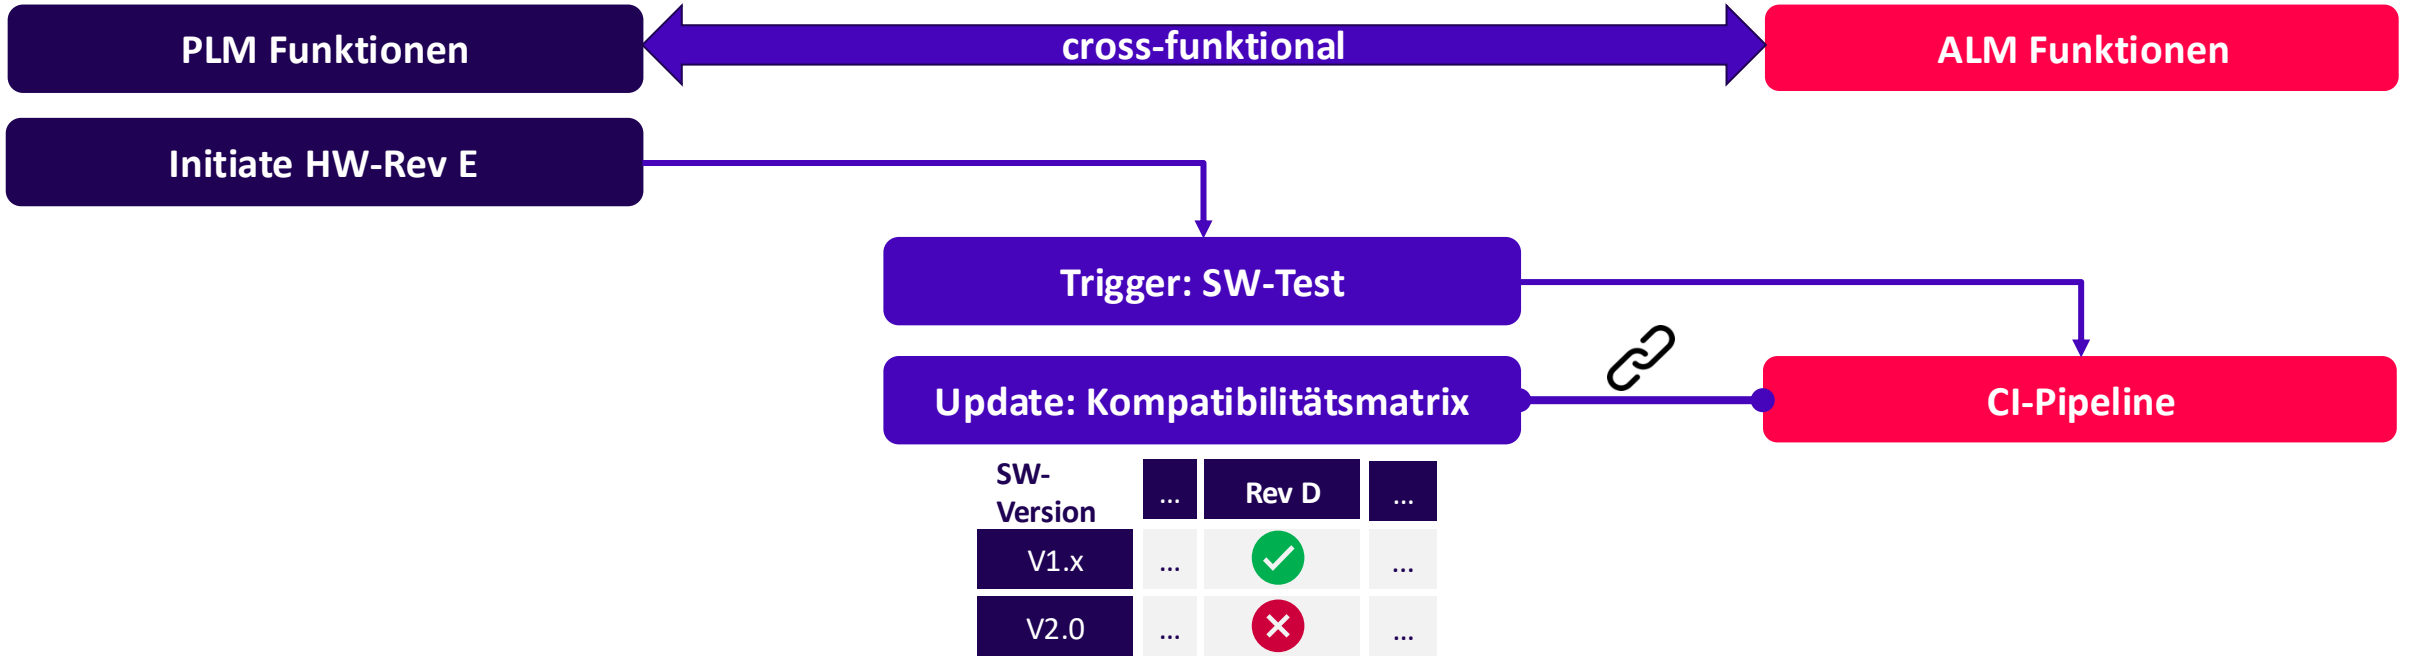 PLM Funktionen
cross-funktional
ALM Funktionen
Initiate HW-Rev E
Trigger: SW-Test
Update: Kompatibilitätsmatrix
CI-Pipeline
SW-
Version
... Rev D ...
V1.x ... ...
V2.0 ... ...